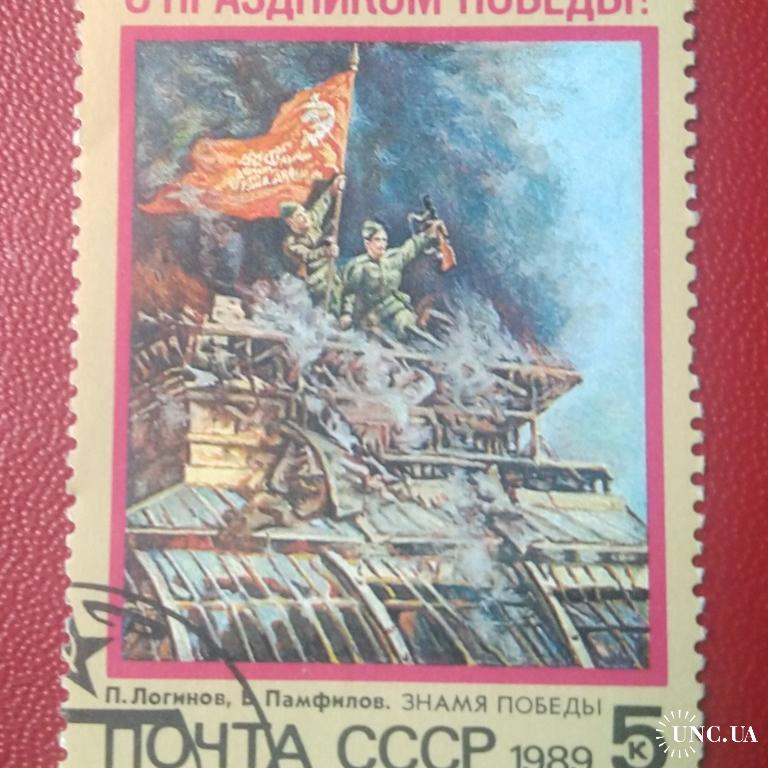 С ПРАЗДНИКОМ ПОБЕДЫ!
П. Логинов, В. Памфилов. ЗНАМЯ ПОБЕДЫ
ПОЧТА СССР 1989 5 к
UNC.UA